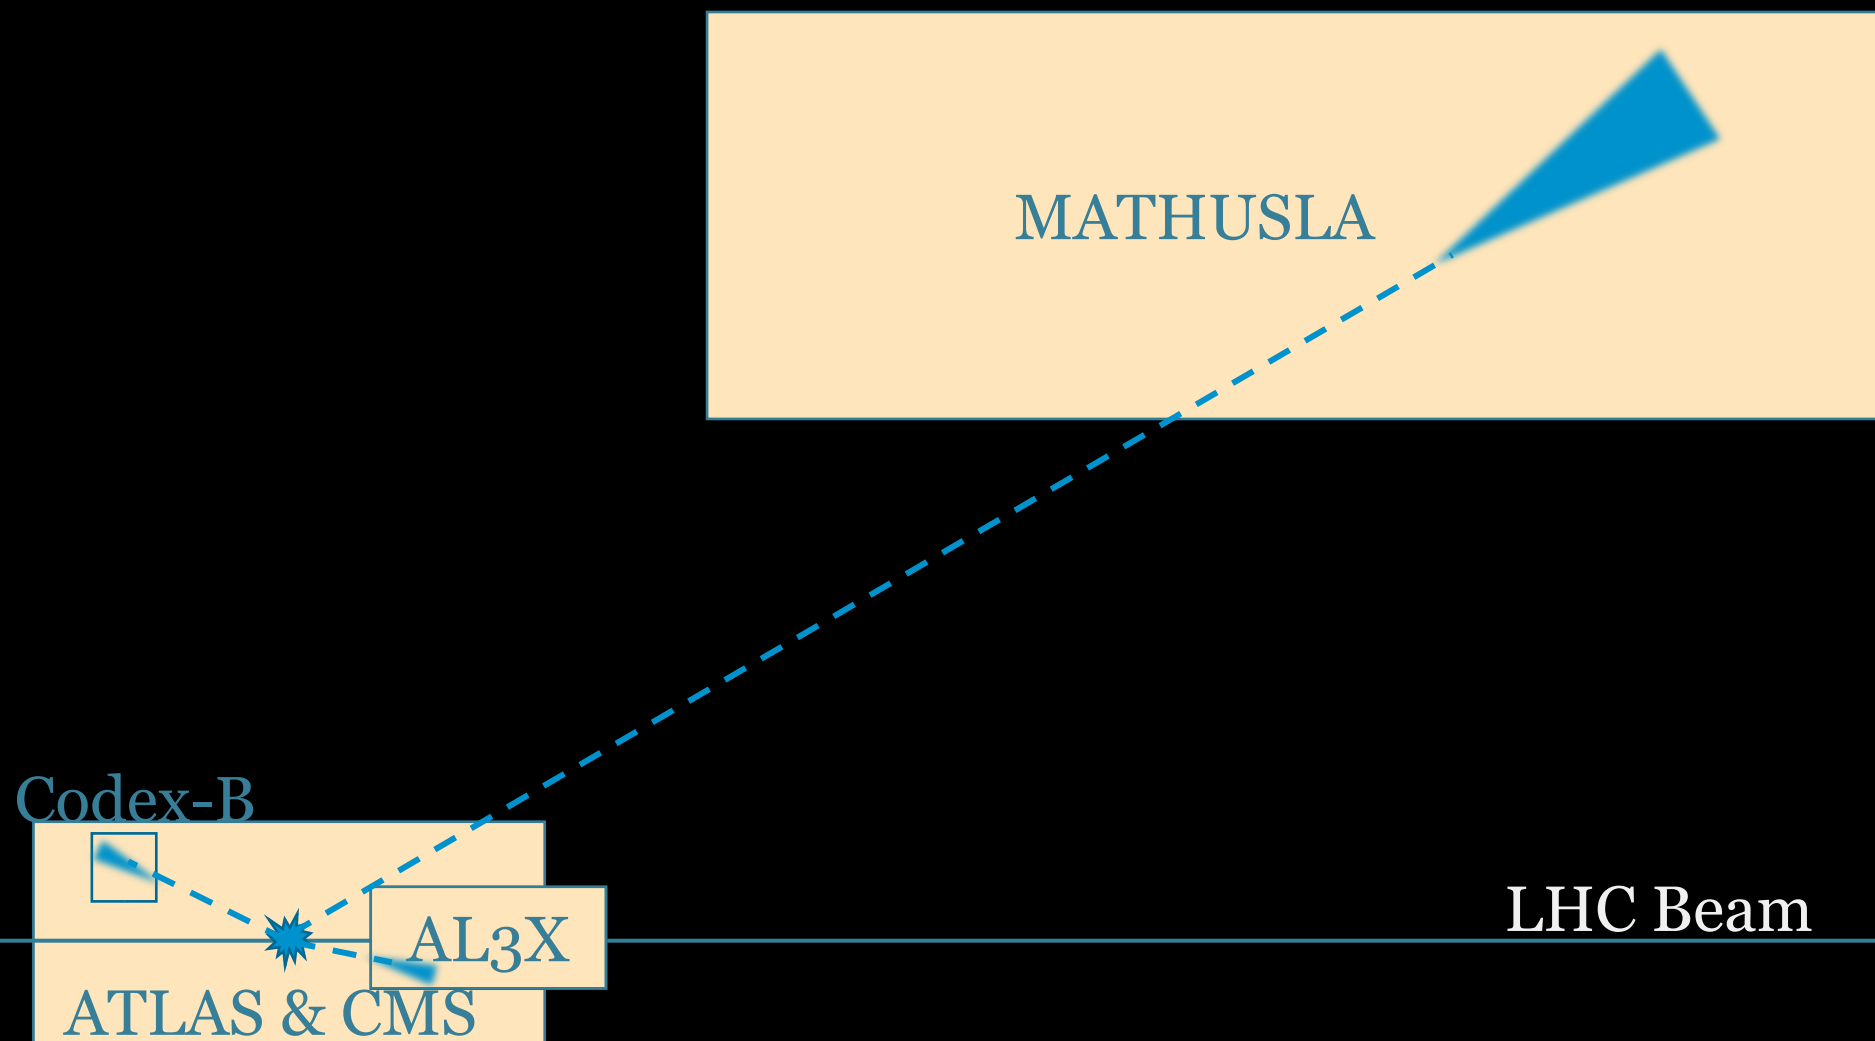 MATHUSLA
Codex-B
LHC Beam
AL3X
ATLAS & CMS